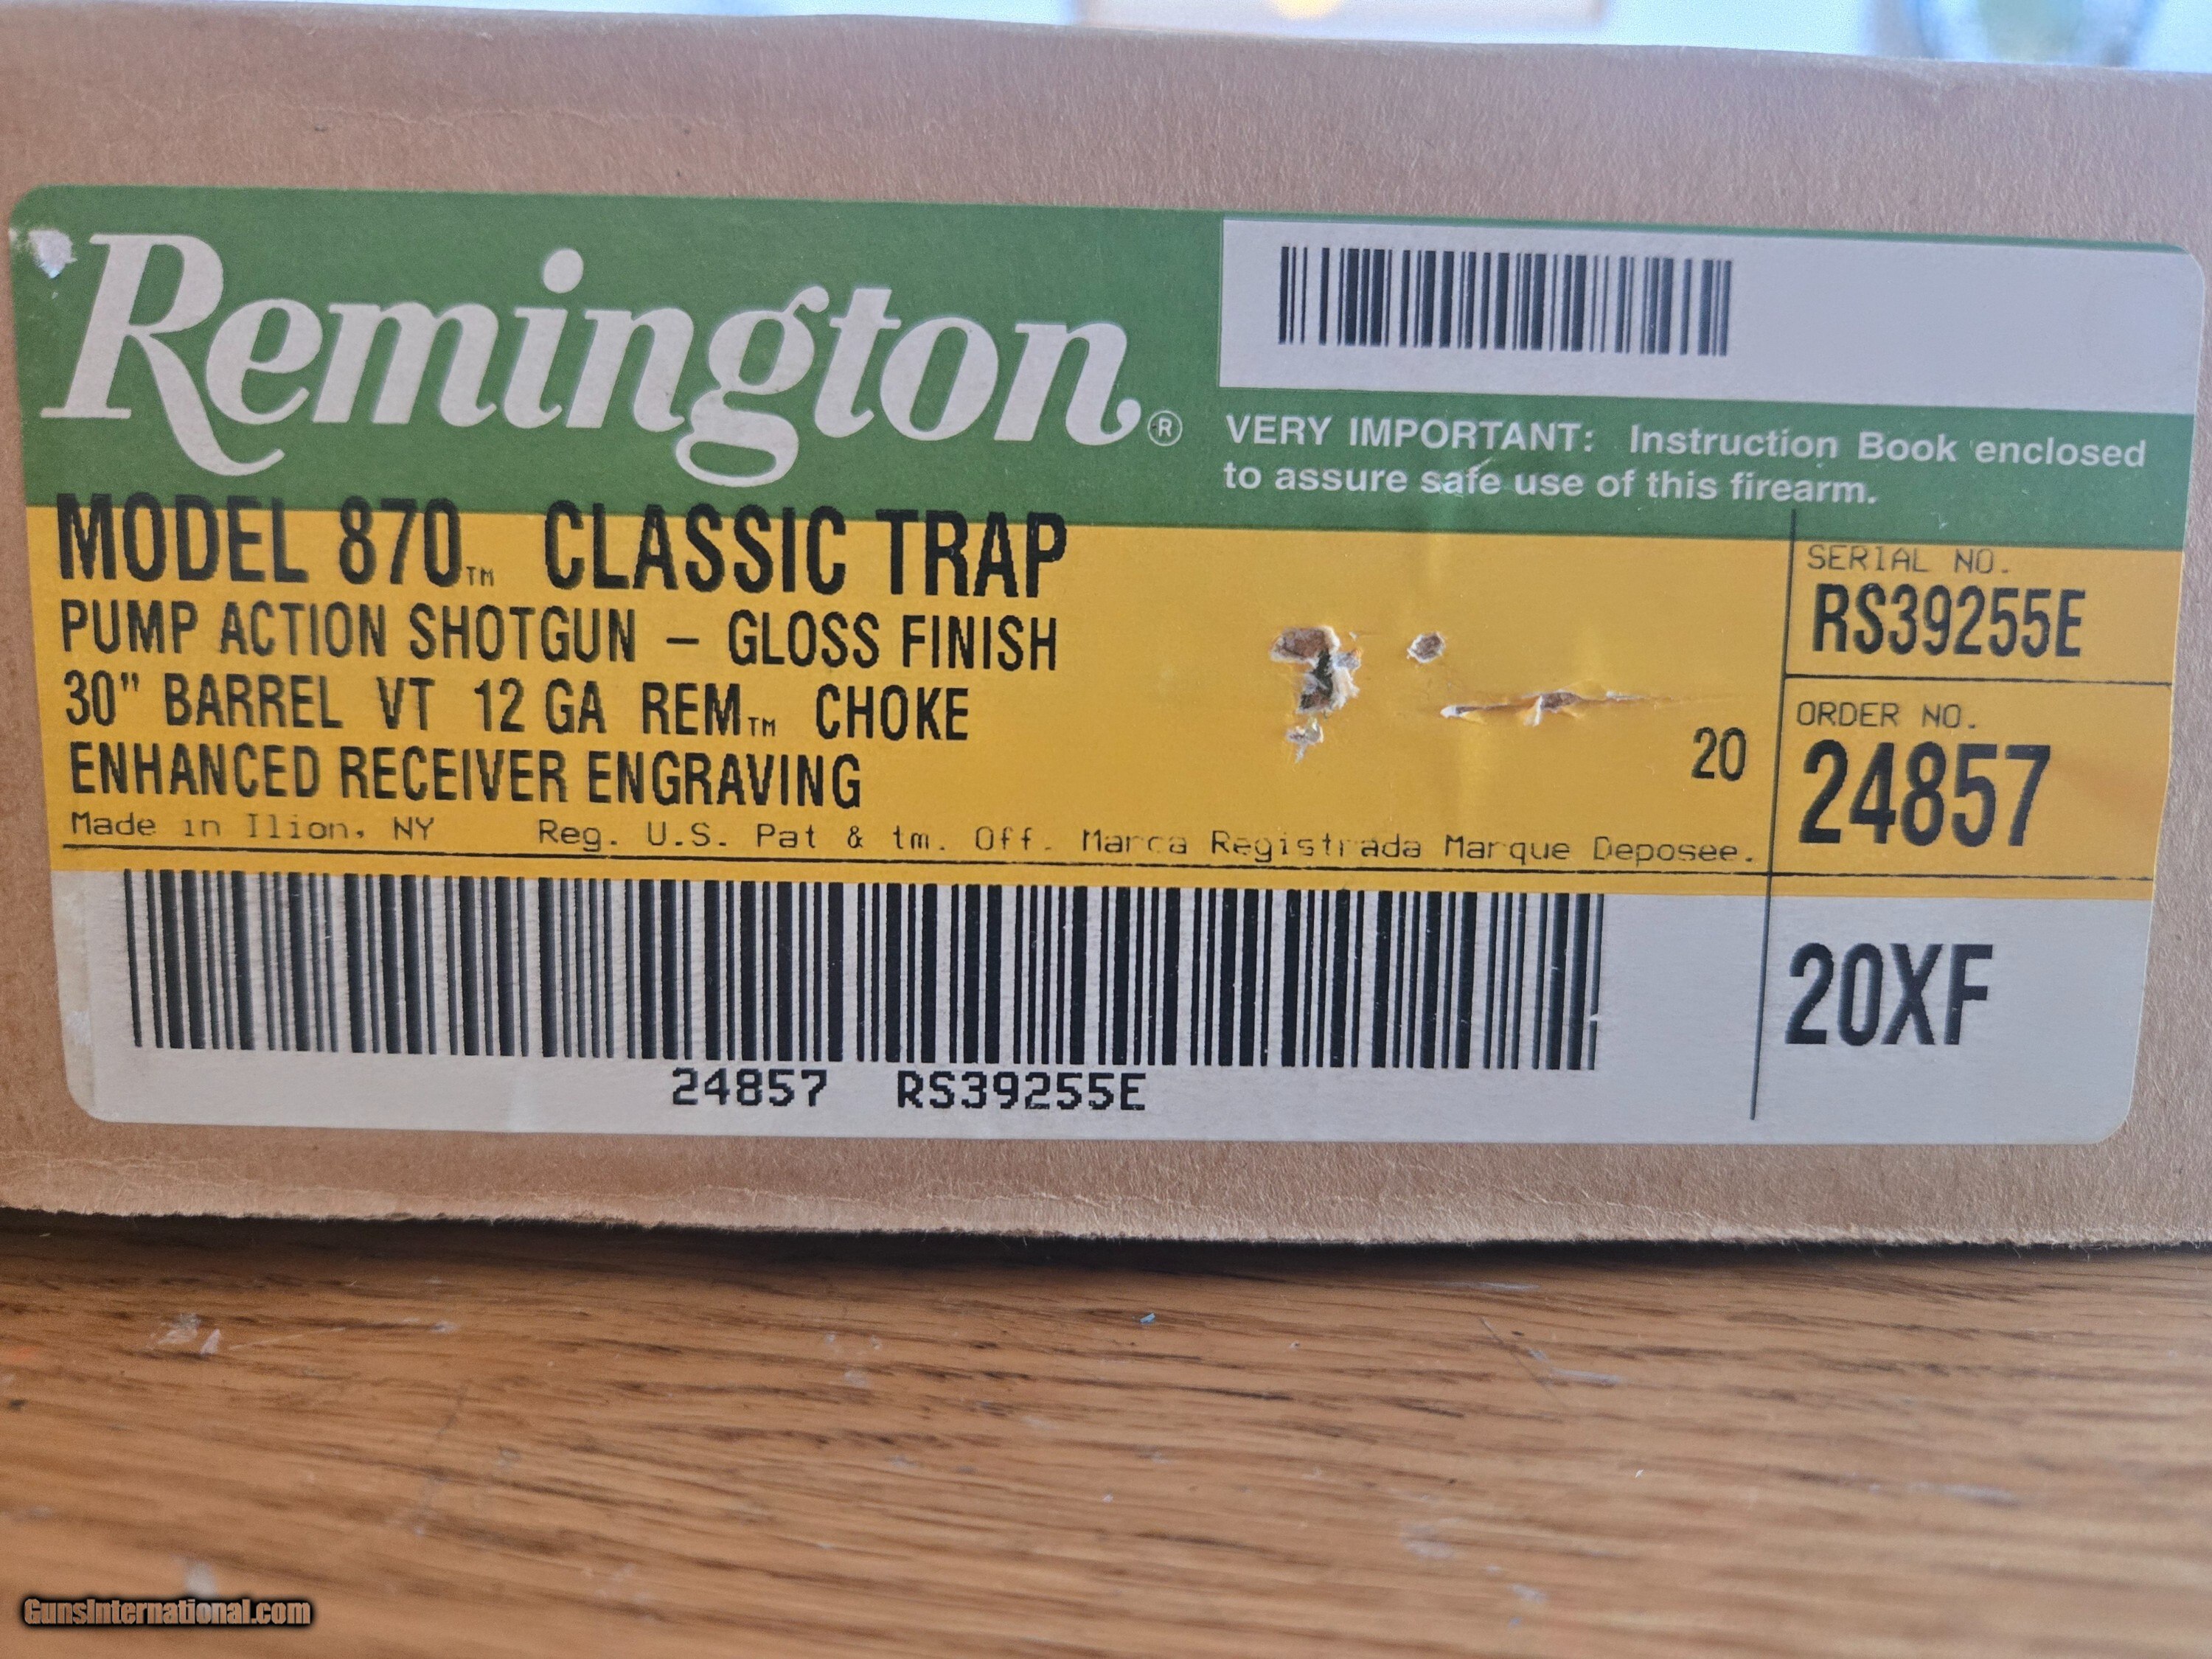 Remington®
VERY IMPORTANT: Instruction Book enclosed
to assure safe use of this firearm.
MODEL 870™ CLASSIC TRAP
PUMP ACTION SHOTGUN – GLOSS FINISH
30" BARREL VT 12 GA REM™ CHOKE
ENHANCED RECEIVER ENGRAVING
20
Made in Ilion, NY Reg. U.S. Pat & tm. Off. Marca Registrada Marque Deposee.
SERIAL NO.
RS39255E
ORDER NO.
24857
20XF
24857 RS39255E
GunsInternational.com